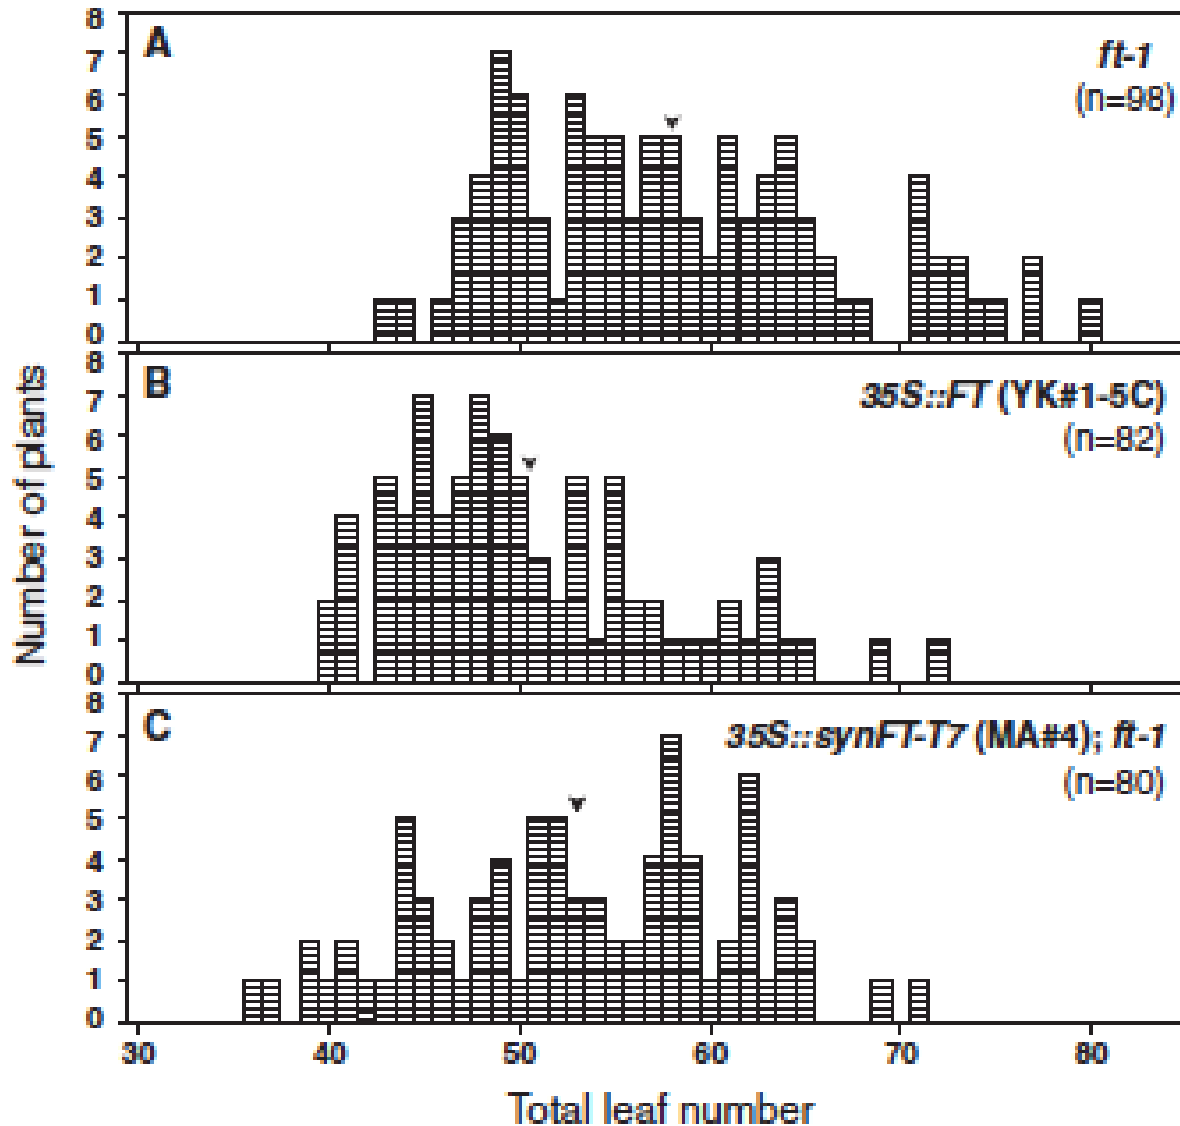 Number of plants
8
7
6
5
4
3
2
1
0
A
ft-1
(n=98)
8
7
6
5
4
3
2
1
0
B
35S::FT (YK#1-5C)
(n=82)
8
7
6
5
4
3
2
1
0
C
35S::synFT-T7 (MA#4); ft-1
(n=80)
30 40 50 60 70 80
Total leaf number